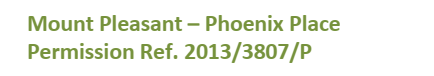 Mount Pleasant – Phoenix Place
Permission Ref. 2013/3807/P